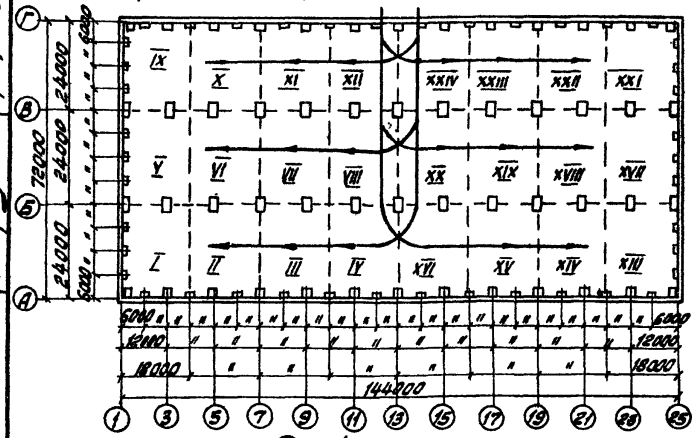 Г
6000
IX X XI XII XXIV XXIII XXII XXI
24000
В
72000
24000
V VI VII VIII XX XIX XVIII XVII
Б
24000
I II III IV XVI XV XIV XIII
6000
А
6000 " " " " " " " " " " " " " " " " " " " " " " 6000
12000 " " " " " " " " " " 12000
18000 " " " " " " 18000
144000
1 3 5 7 9 11 13 15 17 19 21 23 25